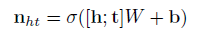 n_{ht} = σ([h; t]W + b)